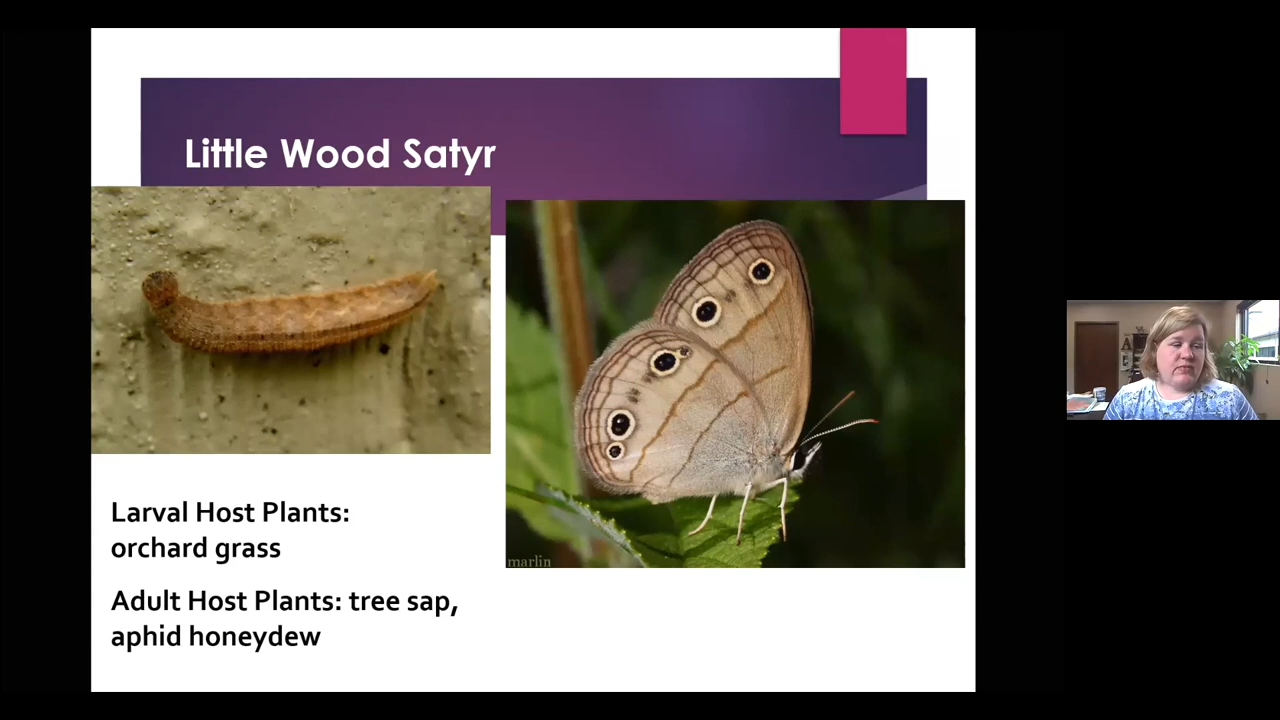 Little Wood Satyr
marlin
Larval Host Plants:
orchard grass
Adult Host Plants: tree sap,
aphid honeydew